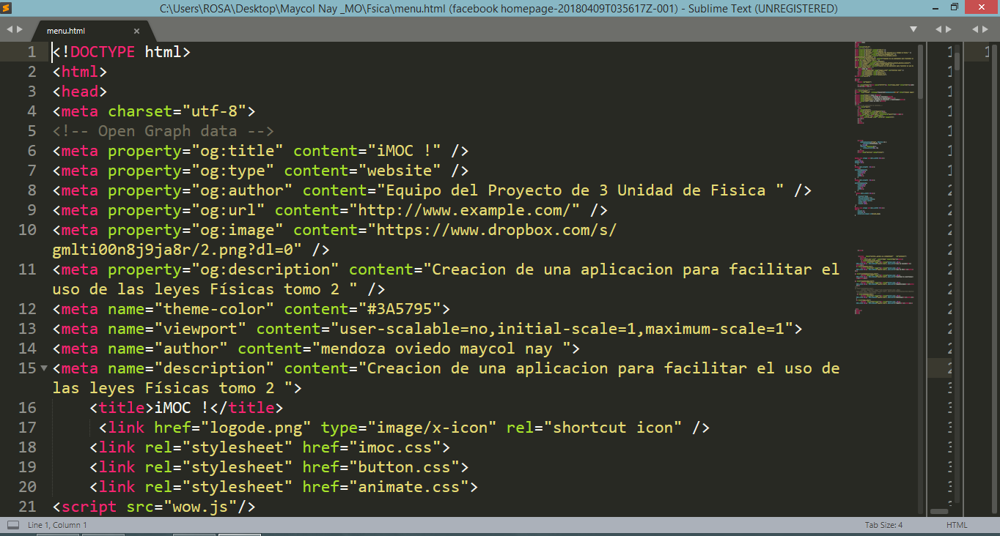 C:\Users\ROSA\Desktop\Maycol Nay _MO\Fsica\menu.html (facebook homepage-20180409T035617Z-001) - Sublime Text (UNREGISTERED)
menu.html
1 <!DOCTYPE html>
2 <html>
3 <head>
4 <meta charset="utf-8">
5 <!-- Open Graph data -->
6 <meta property="og:title" content="iMOC !" />
7 <meta property="og:type" content="website" />
8 <meta property="og:author" content="Equipo del Proyecto de 3 Unidad de Fisica " />
9 <meta property="og:url" content="http://www.example.com/" />
10 <meta property="og:image" content="https://www.dropbox.com/s/
gmlti00n8j9ja8r/2.png?dl=0" />
11 <meta property="og:description" content="Creacion de una aplicacion para facilitar el
uso de las leyes Físicas tomo 2 " />
12 <meta name="theme-color" content="#3A5795">
13 <meta name="viewport" content="user-scalable=no,initial-scale=1,maximum-scale=1">
14 <meta name="author" content="mendoza oviedo maycol nay ">
15 <meta name="description" content="Creacion de una aplicacion para facilitar el uso de
las leyes Físicas tomo 2 ">
16 <title>iMOC !</title>
17 <link href="logode.png" type="image/x-icon" rel="shortcut icon" />
18 <link rel="stylesheet" href="imoc.css">
19 <link rel="stylesheet" href="button.css">
20 <link rel="stylesheet" href="animate.css">
21 <script src="wow.js"/>
Line 1, Column 1
Tab Size: 4
HTML